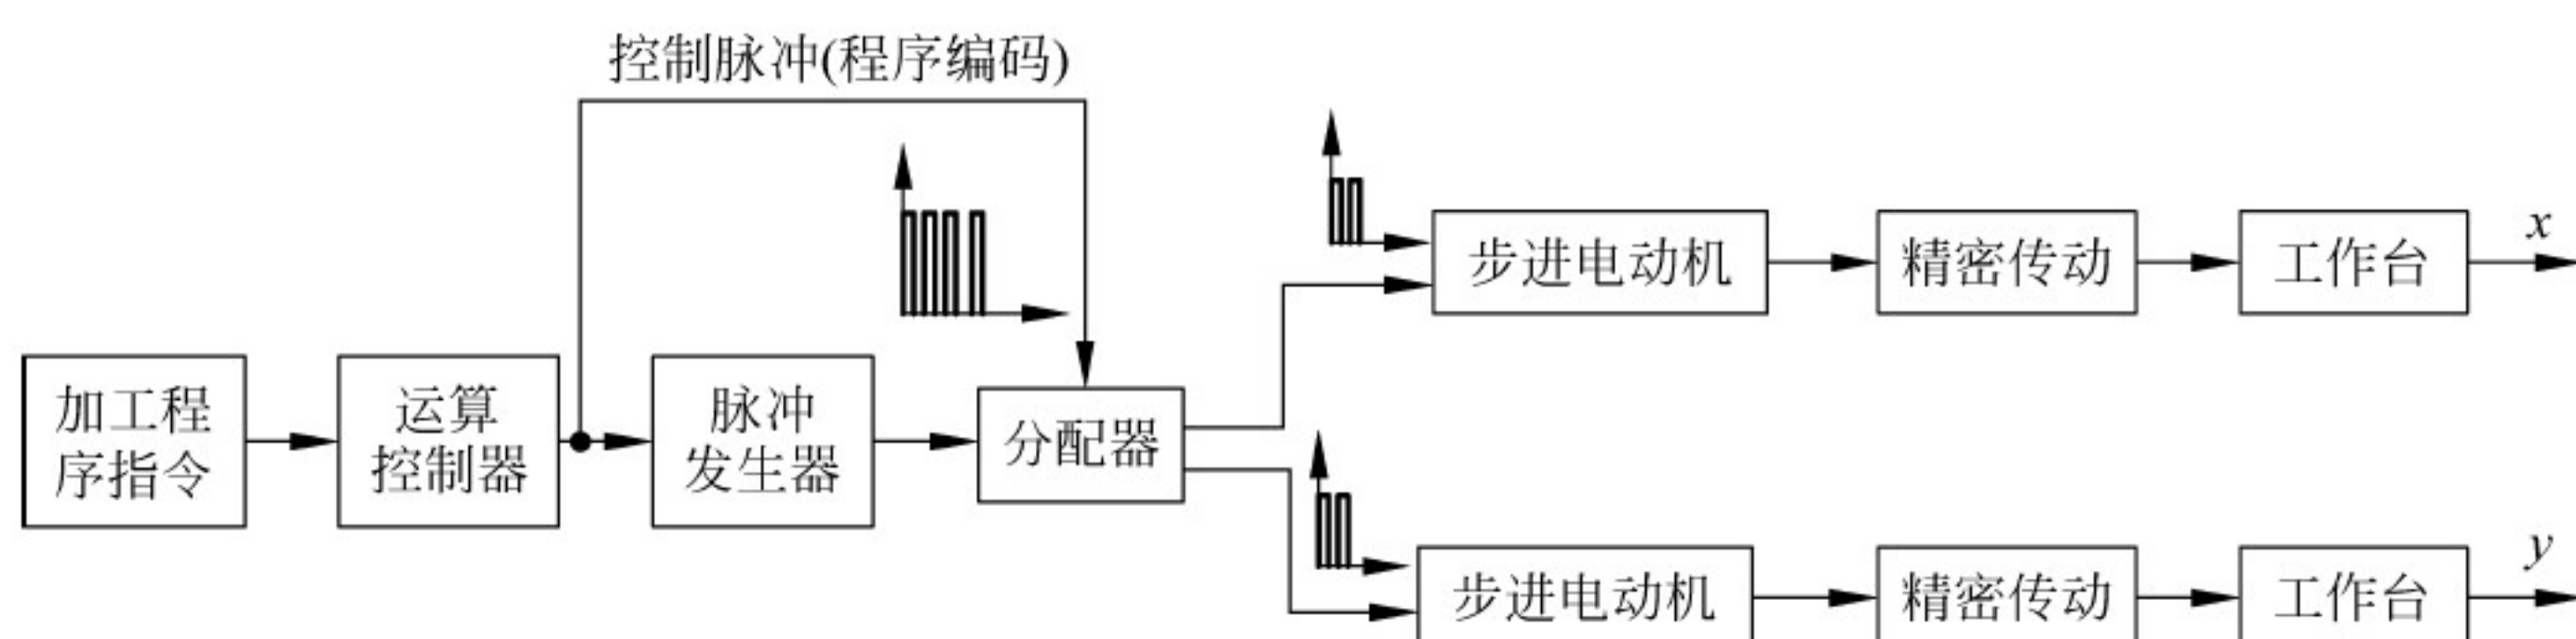 控制脉冲(程序编码)
步进电动机
精密传动
工作台
x
加工程
序指令
运算
控制器
脉冲
发生器
分配器
步进电动机
精密传动
工作台
y